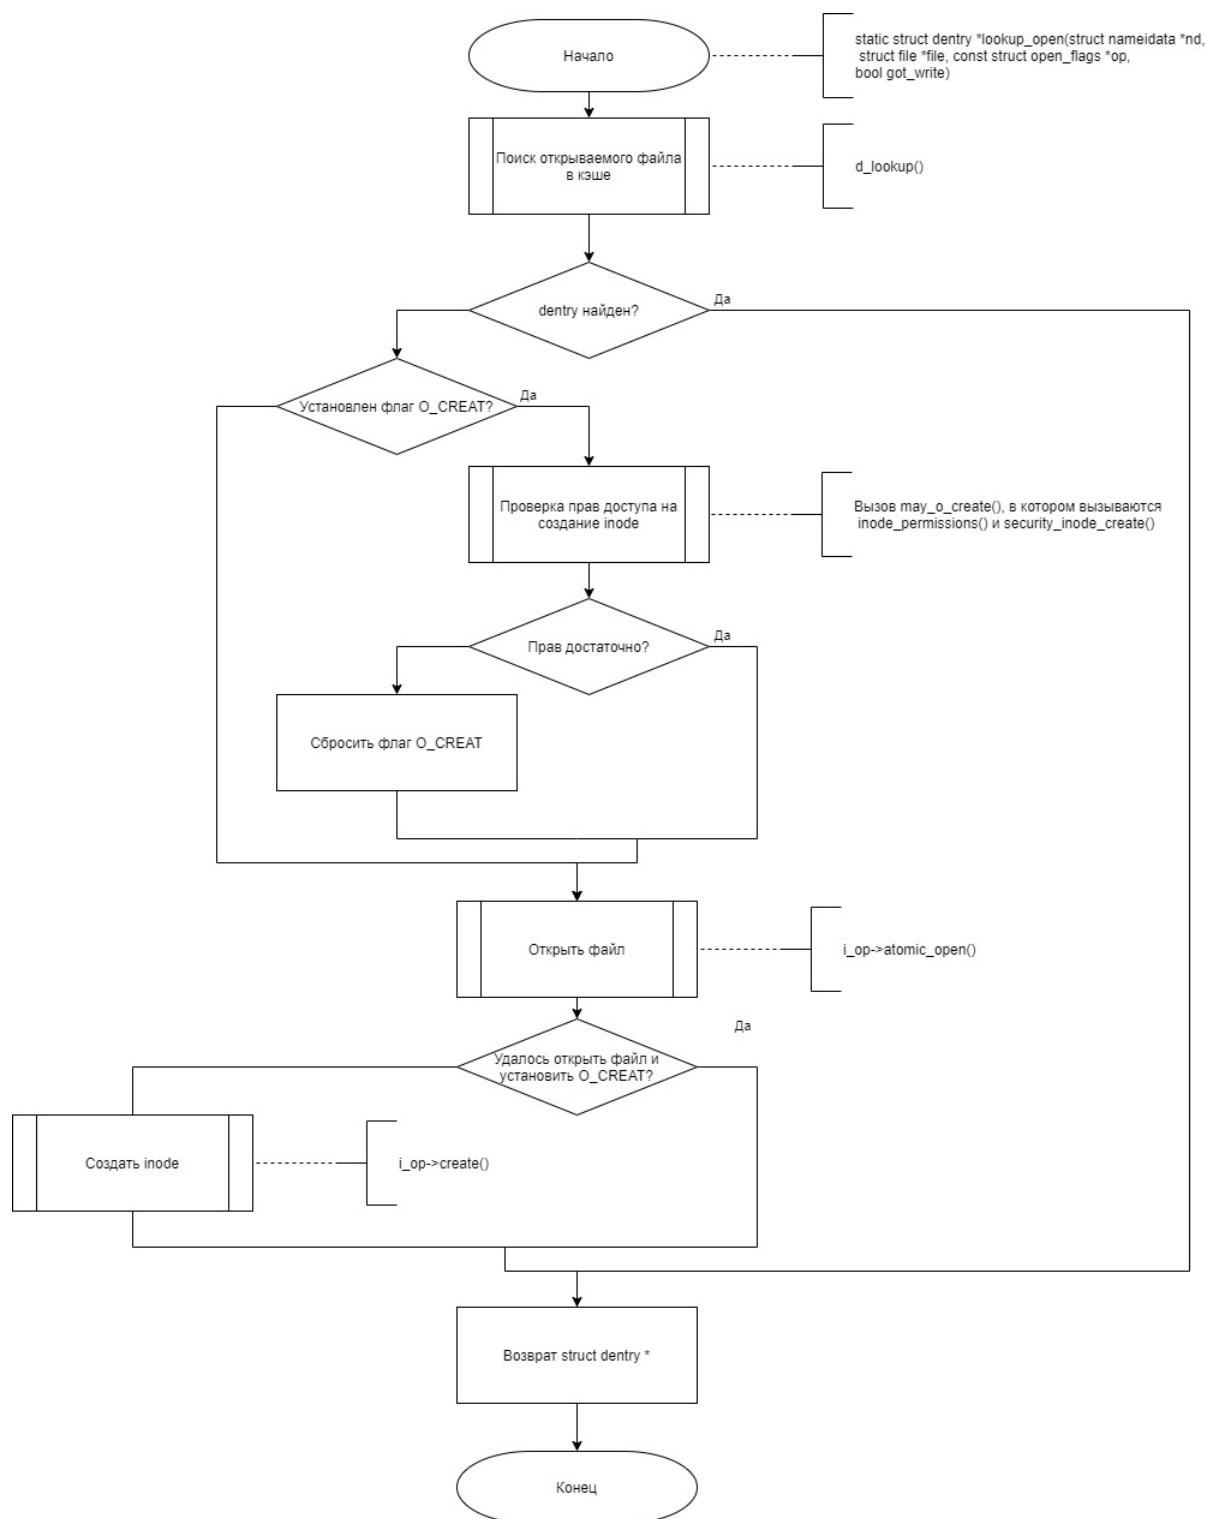 Начало
static struct dentry *lookup_open(struct nameidata *nd,
struct file *file, const struct open_flags *op,
bool got_write)
Поиск открываемого файла
в кэше
d_lookup()
dentry найден?
Да
Установлен флаг O_CREAT?
Да
Проверка прав доступа на
создание inode
Вызов may_o_create(), в котором вызываются
inode_permissions() и security_inode_create()
Прав достаточно?
Да
Сбросить флаг O_CREAT
Открыть файл
i_op->atomic_open()
Да
Удалось открыть файл и
установить O_CREAT?
Создать inode
i_op->create()
Возврат struct dentry *
Конец